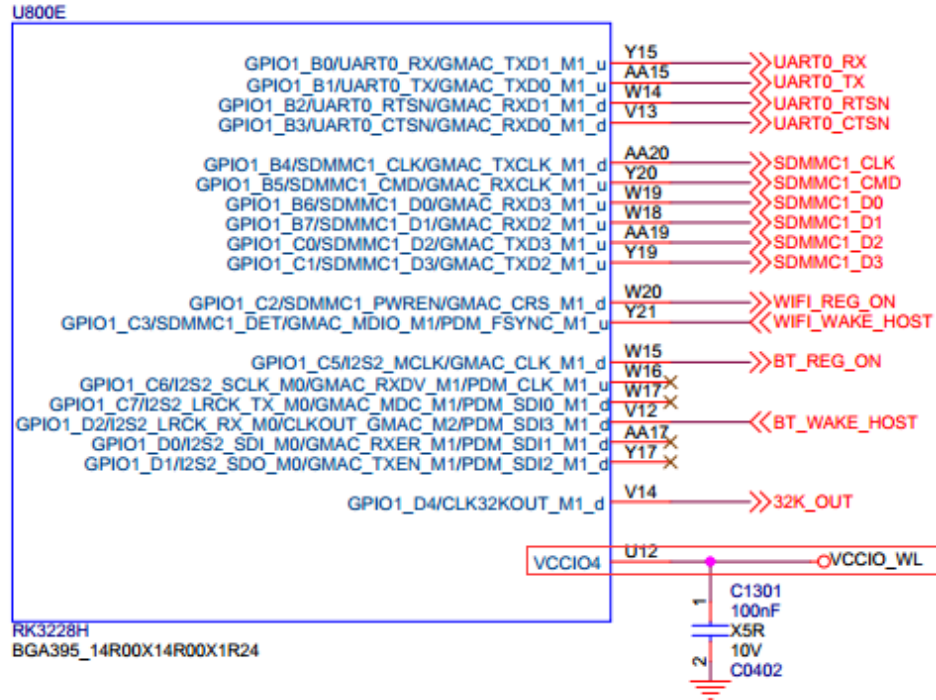 U800E
GPIO1_B0/UART0_RX/GMAC_TXD1_M1_u Y15 UART0_RX
GPIO1_B1/UART0_TX/GMAC_TXD0_M1_u AA15 UART0_TX
GPIO1_B2/UART0_RTSN/GMAC_RXD1_M1_d W14 UART0_RTSN
GPIO1_B3/UART0_CTSN/GMAC_RXD0_M1_d V13 UART0_CTSN
GPIO1_B4/SDMMC1_CLK/GMAC_TXCLK_M1_d AA20 SDMMC1_CLK
GPIO1_B5/SDMMC1_CMD/GMAC_RXCLK_M1_u Y20 SDMMC1_CMD
GPIO1_B6/SDMMC1_D0/GMAC_RXD3_M1_u W19 SDMMC1_D0
GPIO1_B7/SDMMC1_D1/GMAC_RXD2_M1_u W18 SDMMC1_D1
GPIO1_C0/SDMMC1_D2/GMAC_TXD3_M1_u AA19 SDMMC1_D2
GPIO1_C1/SDMMC1_D3/GMAC_TXD2_M1_u Y19 SDMMC1_D3
GPIO1_C2/SDMMC1_PWREN/GMAC_CRS_M1_d W20 WIFI_REG_ON
GPIO1_C3/SDMMC1_DET/GMAC_MDIO_M1/PDM_FSYNC_M1_u Y21 WIFI_WAKE_HOST
GPIO1_C5/I2S2_MCLK/GMAC_CLK_M1_d W15 BT_REG_ON
GPIO1_C6/I2S2_SCLK_M0/GMAC_RXDV_M1/PDM_CLK_M1_u W16
GPIO1_C7/I2S2_LRCK_TX_M0/GMAC_MDC_M1/PDM_SDI0_M1_d W17
GPIO1_D2/I2S2_LRCK_RX_M0/CLKOUT_GMAC_M2/PDM_SDI3_M1_d V12 BT_WAKE_HOST
GPIO1_D0/I2S2_SDI_M0/GMAC_RXER_M1/PDM_SDI1_M1_d AA17
GPIO1_D1/I2S2_SDO_M0/GMAC_TXEN_M1/PDM_SDI2_M1_d Y17
GPIO1_D4/CLK32KOUT_M1_d V14 32K_OUT
VCCIO4 U12 VCCIO_WL
1
C1301
100nF
X5R
10V
2
C0402
RK3228H
BGA395_14R00X14R00X1R24